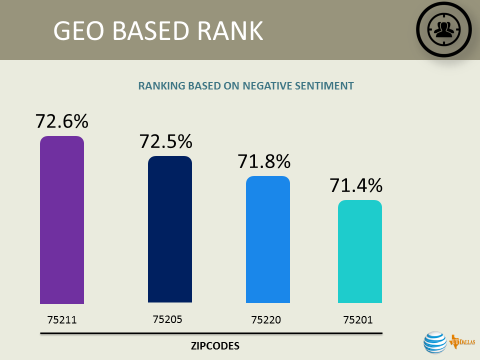 GEO BASED RANK
RANKING BASED ON NEGATIVE SENTIMENT
72.6%
72.5%
71.8%
71.4%
75211
75205
75220
75201
ZIPCODES
DALLAS